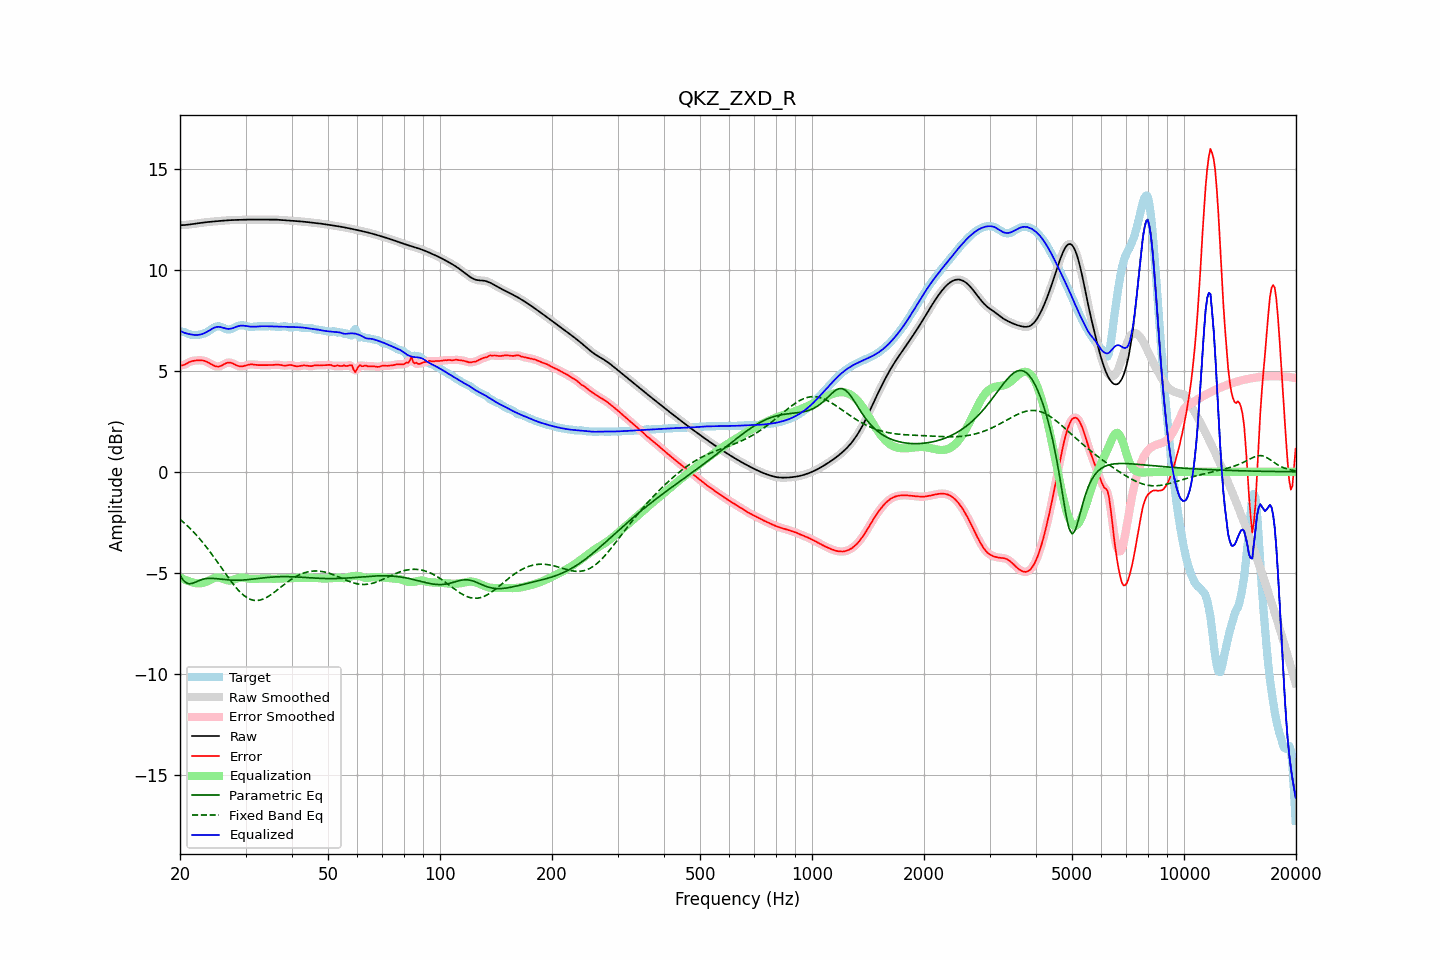 QKZ_ZXD_R
Amplitude (dBr)
15
10
5
0
−5
−10
−15
Target
Raw Smoothed
Error Smoothed
Raw
Error
Equalization
Parametric Eq
Fixed Band Eq
Equalized
20 50 100 200 500 1000 2000 5000 10000 20000
Frequency (Hz)